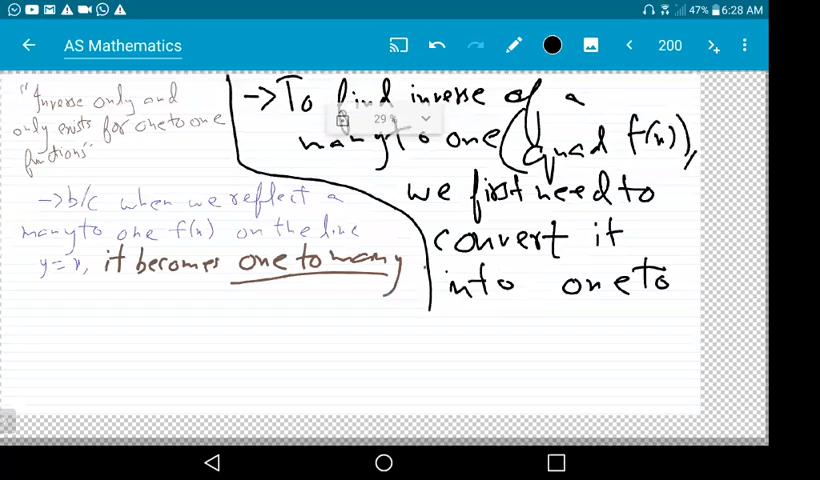 47% 6:28 AM
AS Mathematics
200
"Inverse only and
only exists for one to one
functions"
→ b/c when we reflect a
many to one f(x) on the line
y=x, it becomes one to many
→ To find inverse of a
29 %
many to one (quad f(x)),
we first need to
convert it
into one to